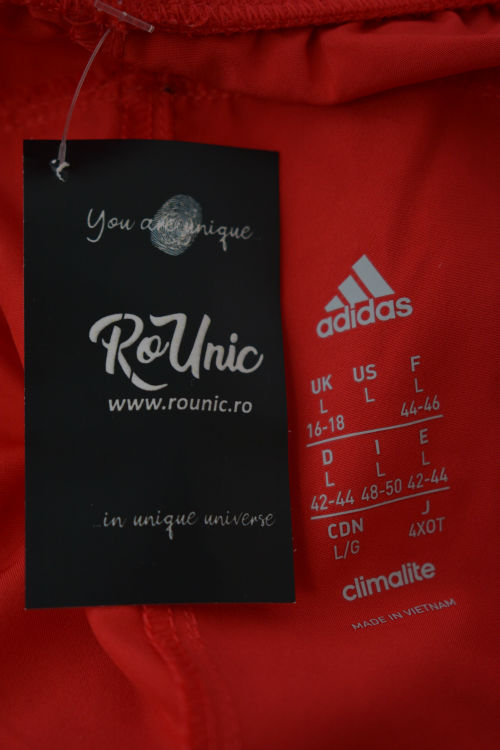 You are unique
RoUnic
www.rounic.ro
...in unique universe
adidas
UK US F
L L L
16-18 44-46
D I E
L L L
42-44 48-50 42-44
CDN J
L/G 4XOT
climalite
MADE IN VIETNAM